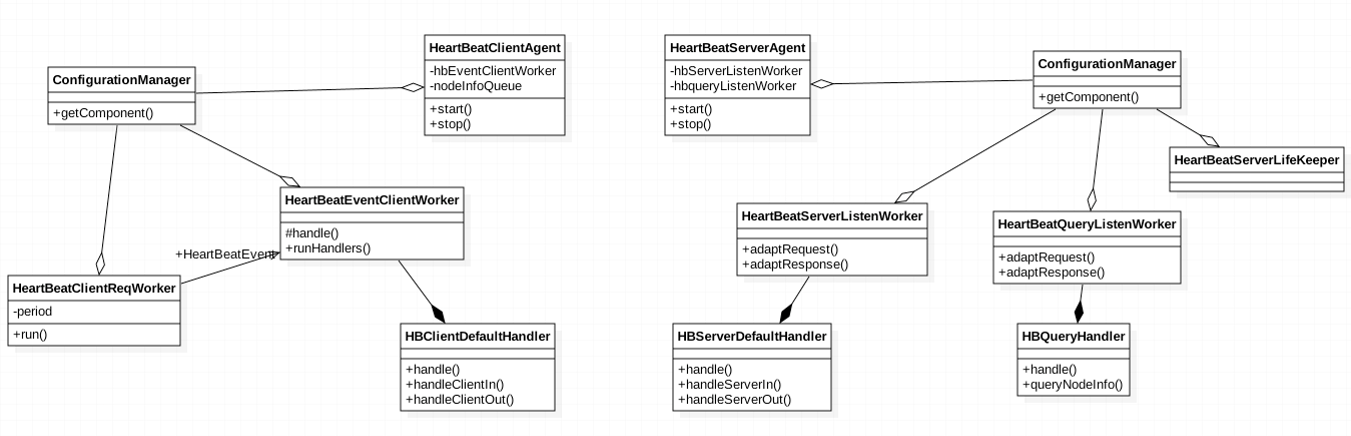 HeartBeatClientAgent
-hbEventClientWorker
-nodeInfoQueue
+start()
+stop()
ConfigurationManager
+getComponent()
HeartBeatEventClientWorker
#handle()
+runHandlers()
+HeartBeatEvent
HeartBeatClientReqWorker
-period
+run()
HBClientDefaultHandler
+handle()
+handleClientIn()
+handleClientOut()
HeartBeatServerAgent
-hbServerListenWorker
-hbqueryListenWorker
+start()
+stop()
ConfigurationManager
+getComponent()
HeartBeatServerLifeKeeper
HeartBeatServerListenWorker
+adaptRequest()
+adaptResponse()
HeartBeatQueryListenWorker
+adaptRequest()
+adaptResponse()
HBServerDefaultHandler
+handle()
+handleServerIn()
+handleServerOut()
HBQueryHandler
+handle()
+queryNodeInfo()